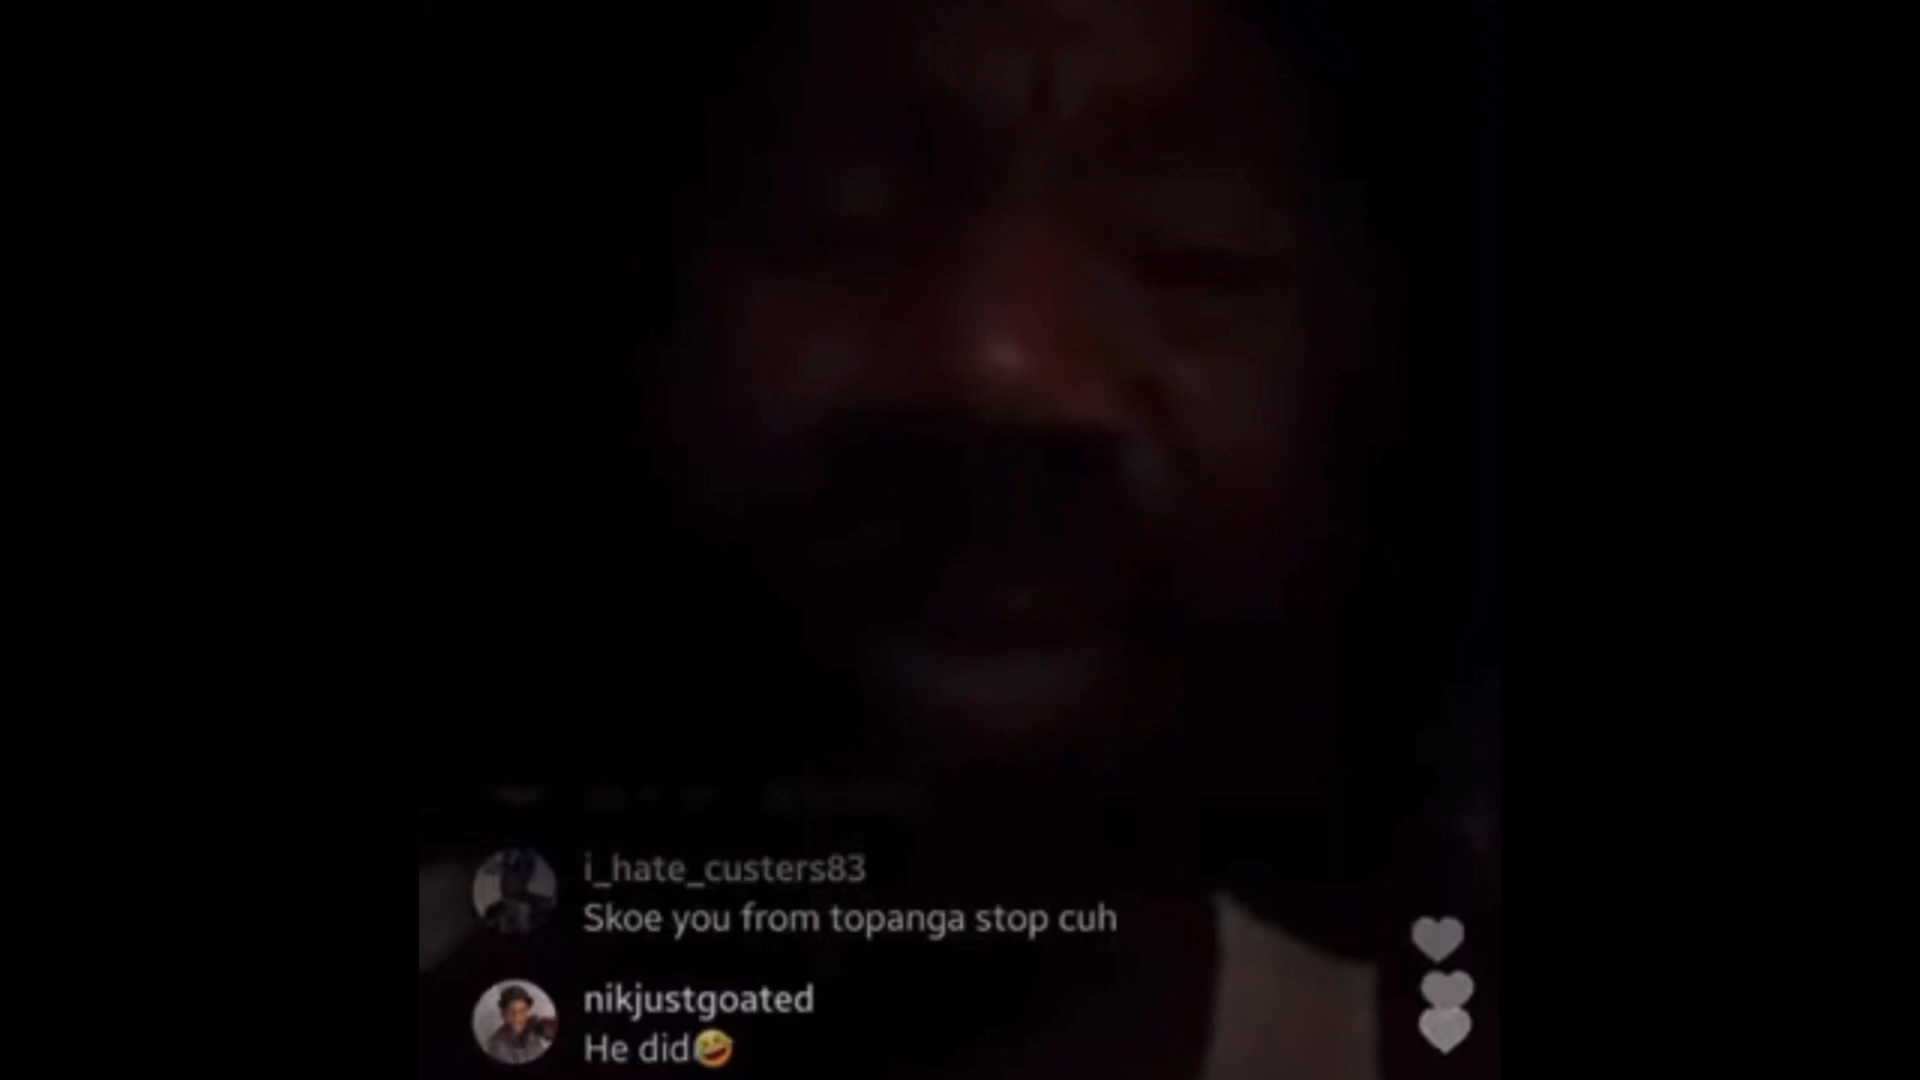 i_hate_custers83
Skoe you from topanga stop cuh
nikjustgoated
He did🤣